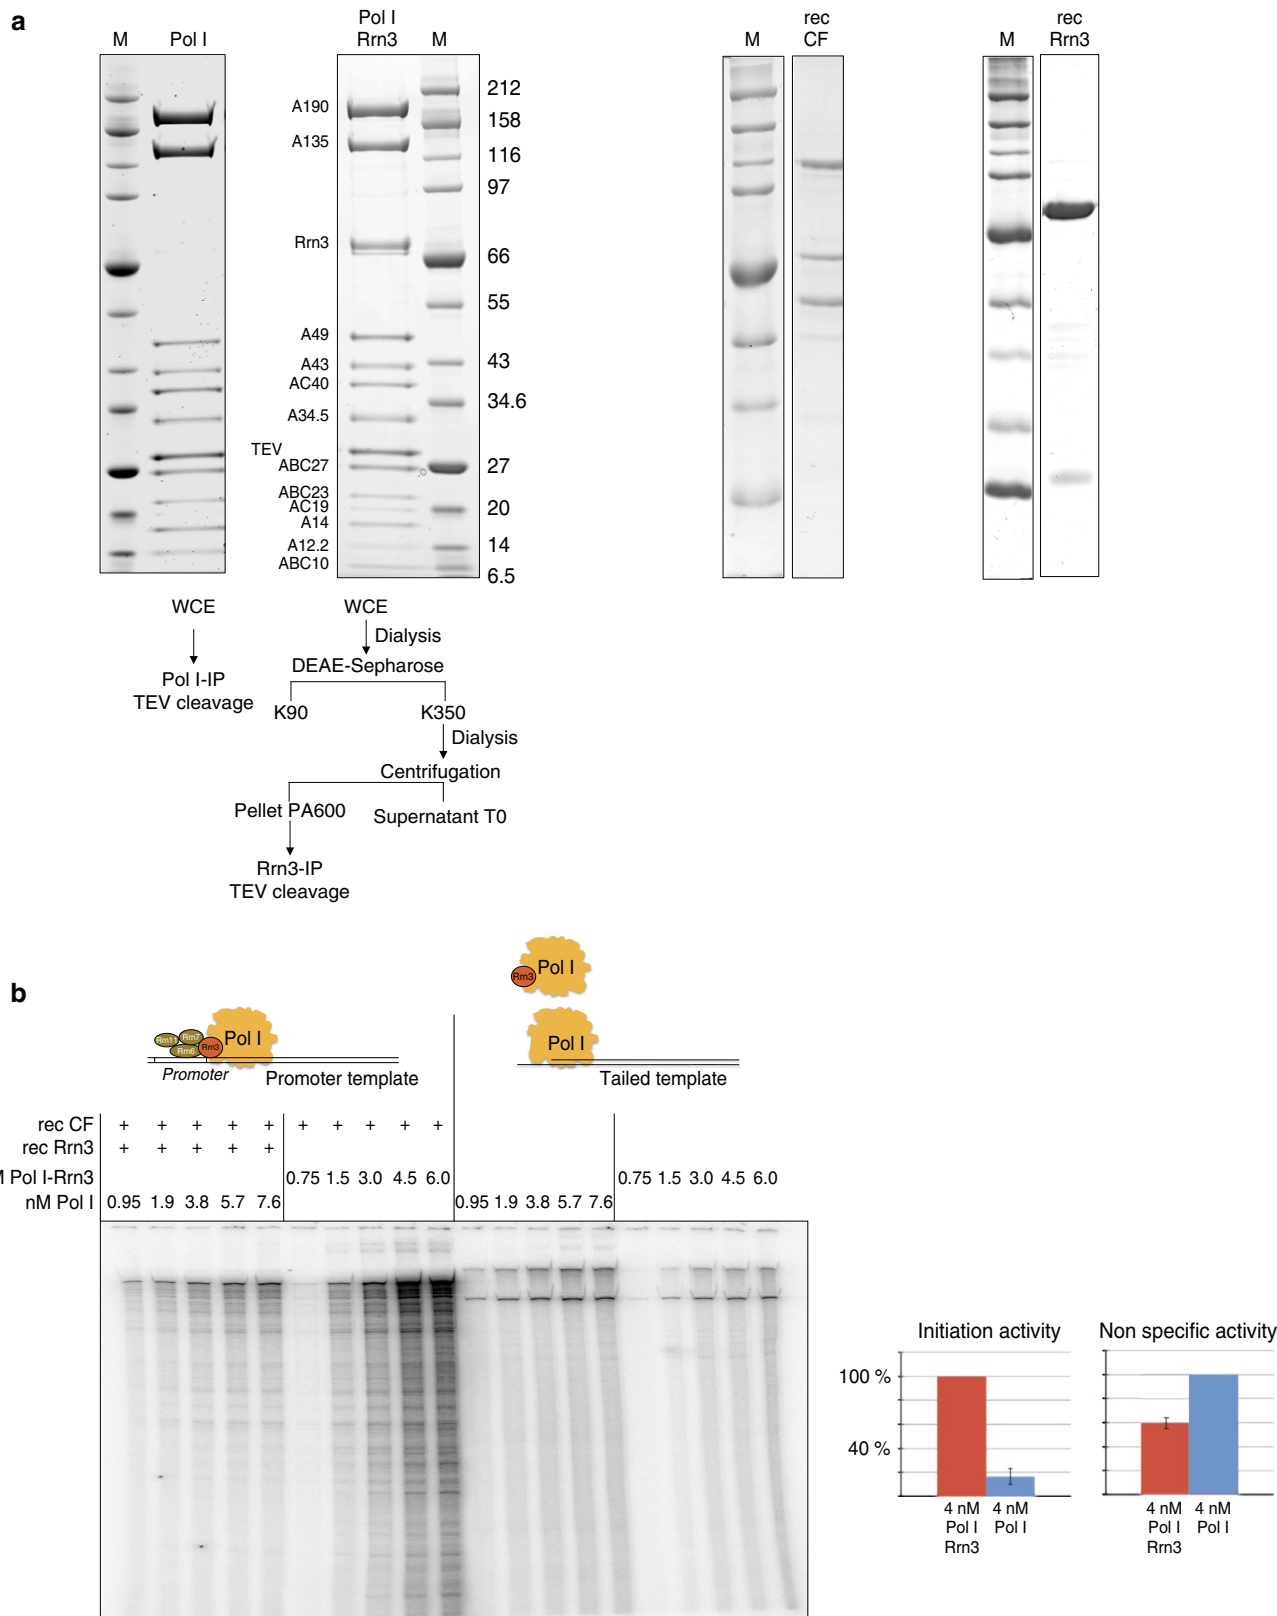 a
M
Pol I
Pol I
Rrn3
M
M
rec
CF
M
rec
Rrn3
A190
A135
Rrn3
A49
A43
AC40
A34.5
TEV
ABC27
ABC23
AC19
A14
A12.2
ABC10
212
158
116
97
66
55
43
34.6
27
20
14
6.5
WCE
Pol I-IP
TEV cleavage
WCE
Dialysis
DEAE-Sepharose
K90
K350
Dialysis
Centrifugation
Pellet PA600
Supernatant T0
Rrn3-IP
TEV cleavage
b
Rrn11
Rrn7
Rrn6
Rrn3
Pol I
Promoter
Promoter template
Rrn3
Pol I
Pol I
Tailed template
rec CF + + + + + + + + + +
rec Rrn3 + + + + +
M Pol I-Rrn3 0.75 1.5 3.0 4.5 6.0 0.75 1.5 3.0 4.5 6.0
nM Pol I 0.95 1.9 3.8 5.7 7.6 0.95 1.9 3.8 5.7 7.6
Initiation activity
100 %
40 %
4 nM
Pol I
Rrn3
4 nM
Pol I
Non specific activity
4 nM
Pol I
Rrn3
4 nM
Pol I